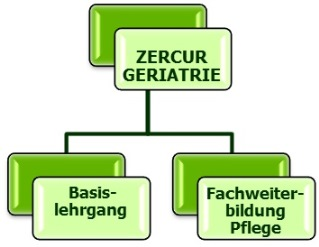 ZERCUR
GERIATRIE
Basis-
lehrgang
Fachweiter-
bildung
Pflege